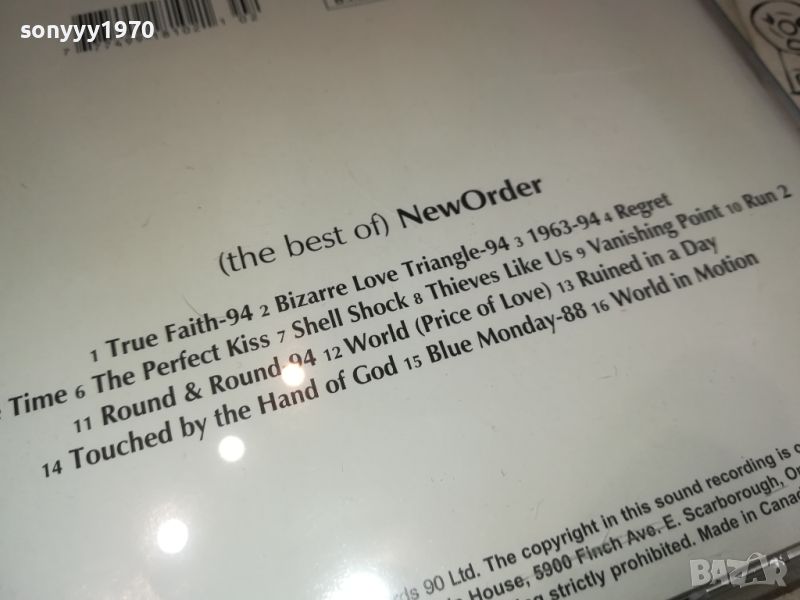 sonyyy1970
(the best of) NewOrder
1 True Faith-94 2 Bizarre Love Triangle-94 3 1963-94 4 Regret
Time 6 The Perfect Kiss 7 Shell Shock 8 Thieves Like Us 9 Vanishing Point 10 Run 2
11 Round & Round-94 12 World (Price of Love) 13 Ruined in a Day
14 Touched by the Hand of God 15 Blue Monday-88 16 World in Motion
90 Ltd. The copyright in this sound recording is
House, 5900 Finch Ave. E. Scarborough,
strictly prohibited. Made in Canada
BAZAR